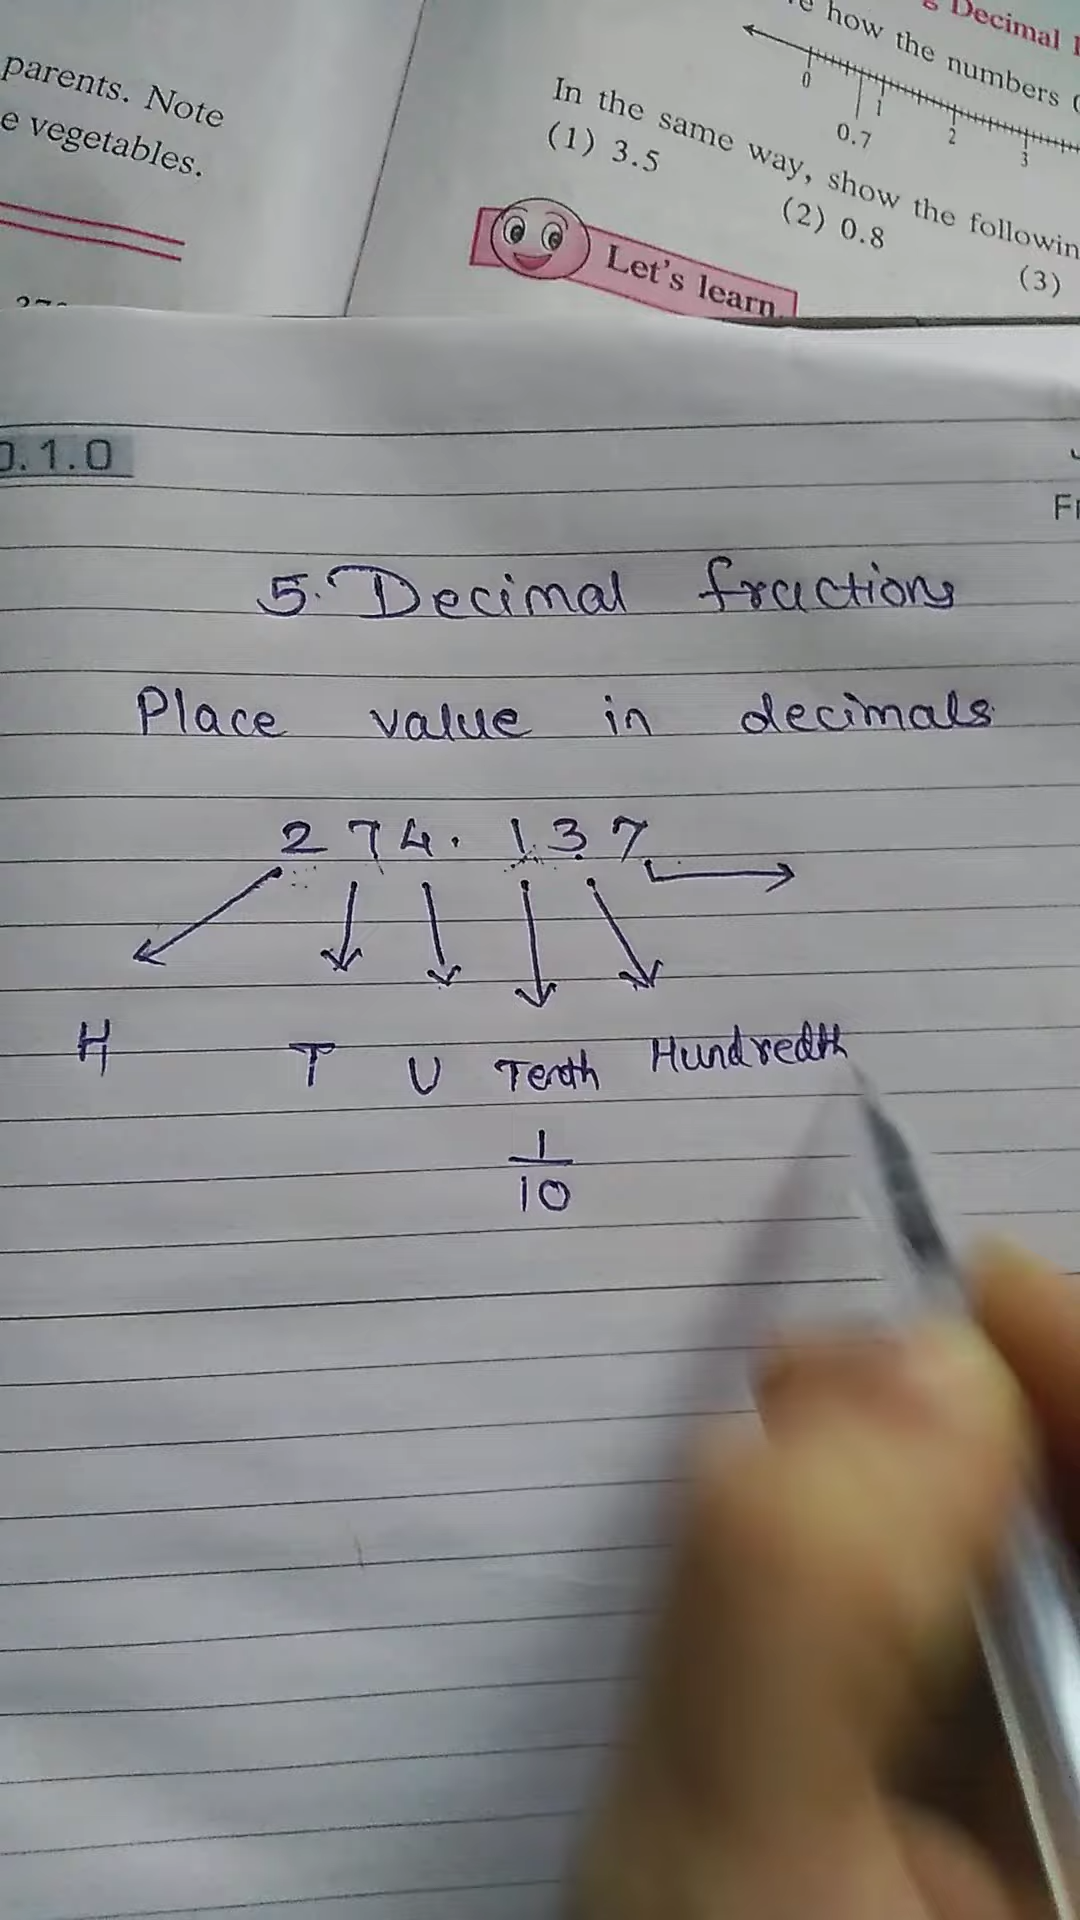 parents. Note
e vegetables.
Decimal
how the numbers
0 1 2 3
0.7
In the same way, show the followin
(1) 3.5 (2) 0.8 (3)
Let's learn.
0.1.0
Fr
5. Decimal fractions
Place value in decimals
274.137
H T U Tenth Hundredth
1
10